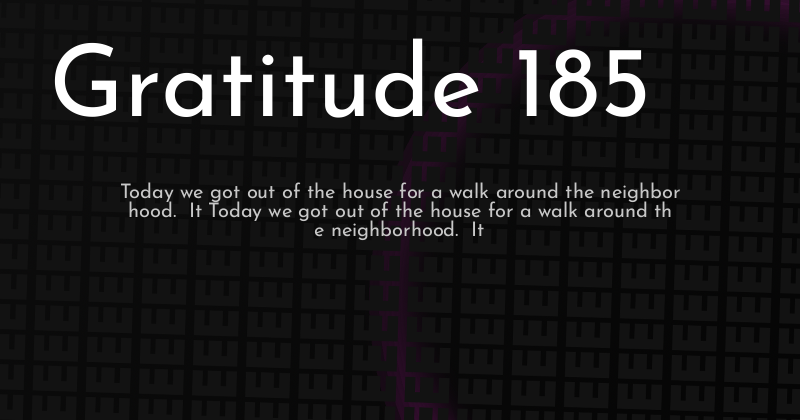 Gratitude 185
Today we got out of the house for a walk around the neighbor
hood.  It Today we got out of the house for a walk around th
e neighborhood.  It